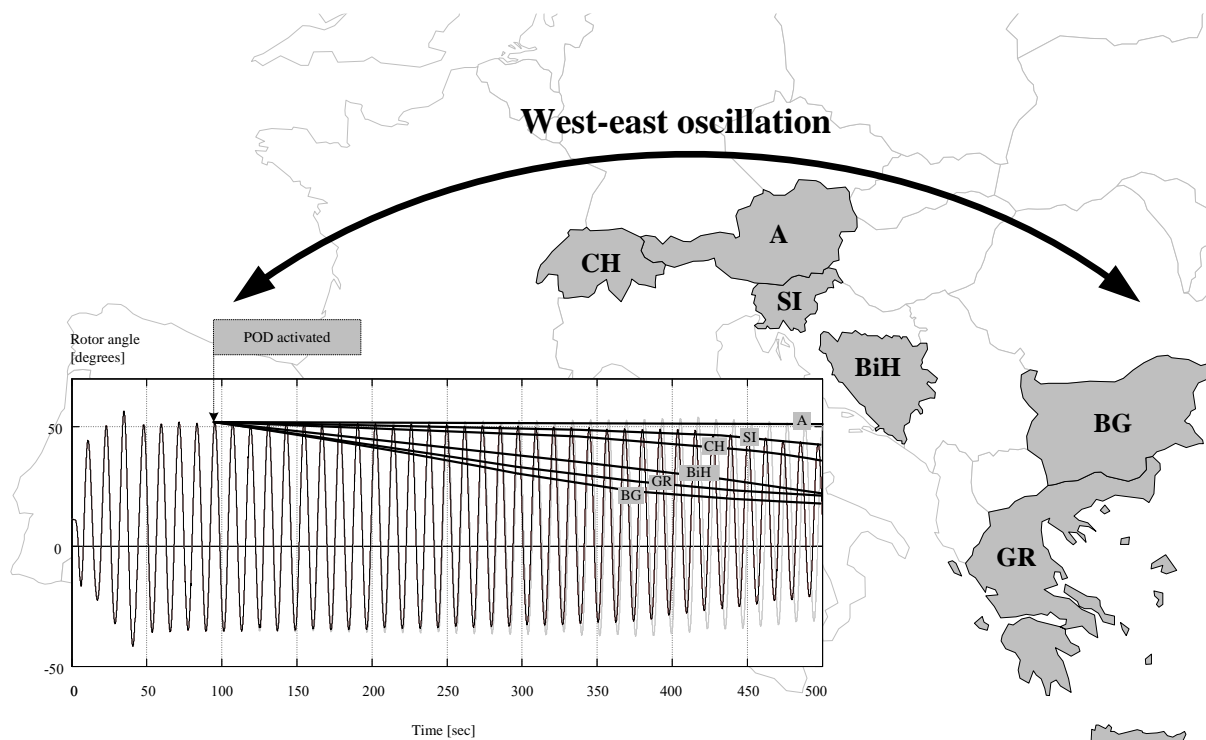 West-east oscillation
A
CH
SI
BiH
BG
GR
POD activated
Rotor angle
[degrees]
50
0
-50
A
SI
CH
BiH
GR
BG
0 50 100 150 200 250 300 350 400 450 500
Time [sec]